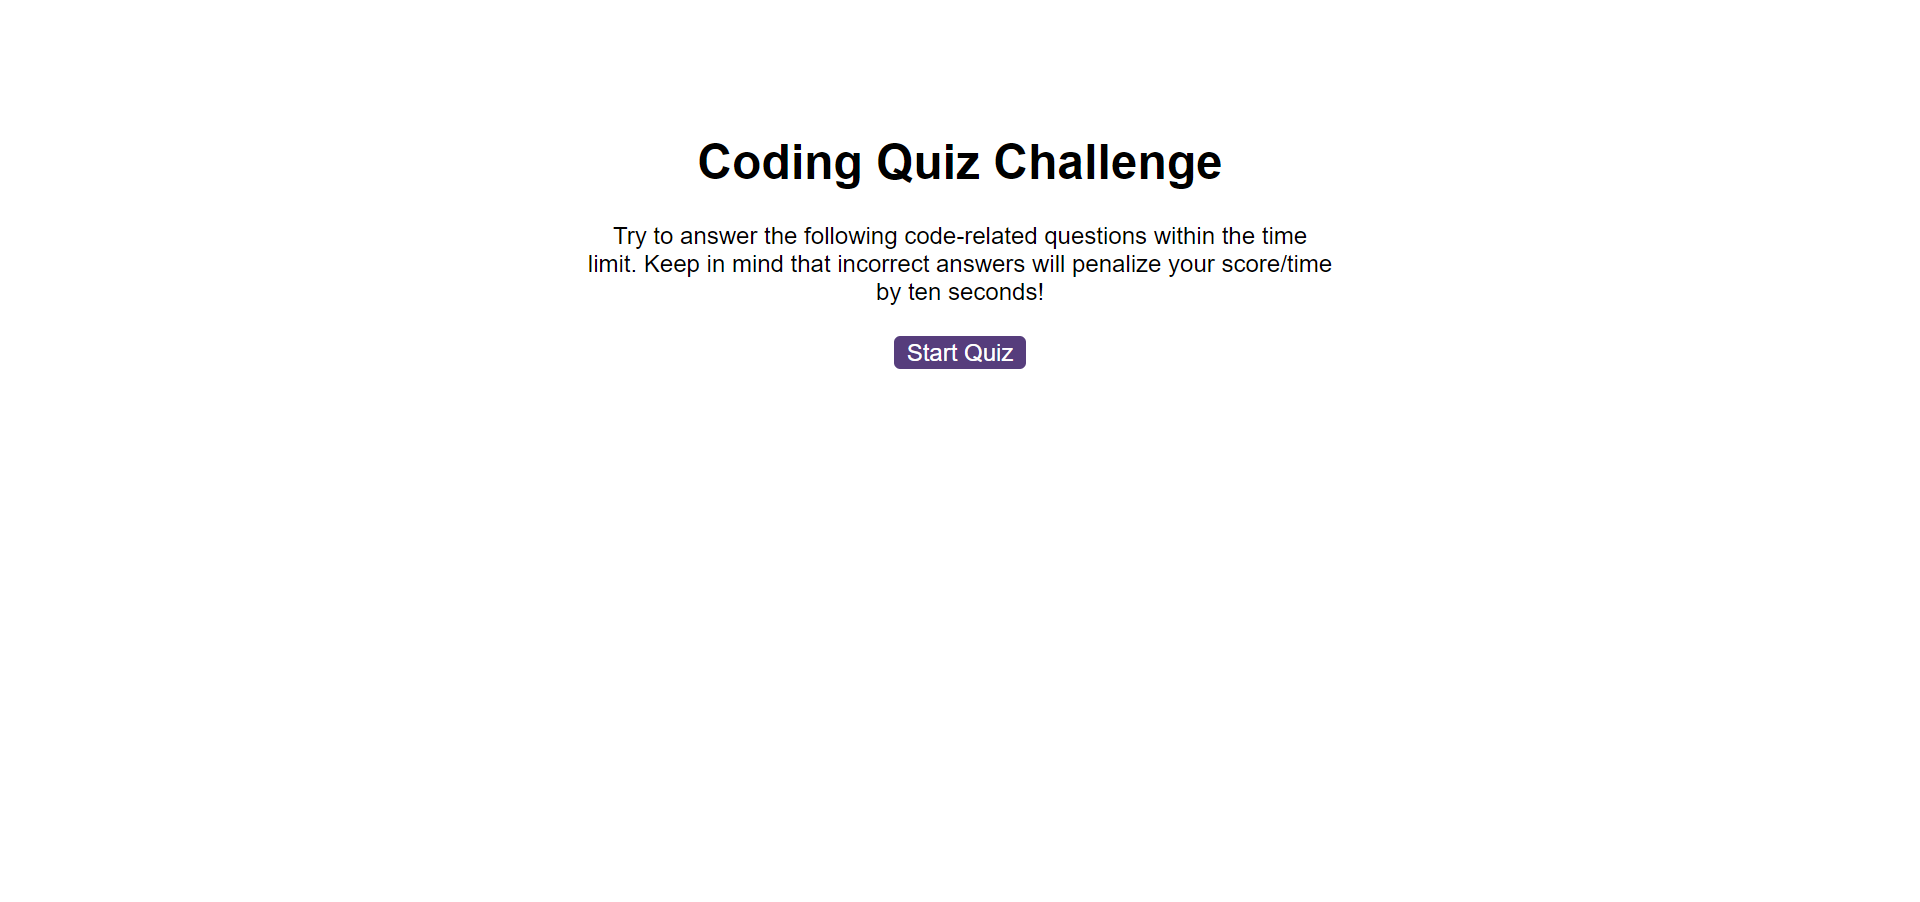 Coding Quiz Challenge
Try to answer the following code-related questions within the time
limit. Keep in mind that incorrect answers will penalize your score/time
by ten seconds!
Start Quiz